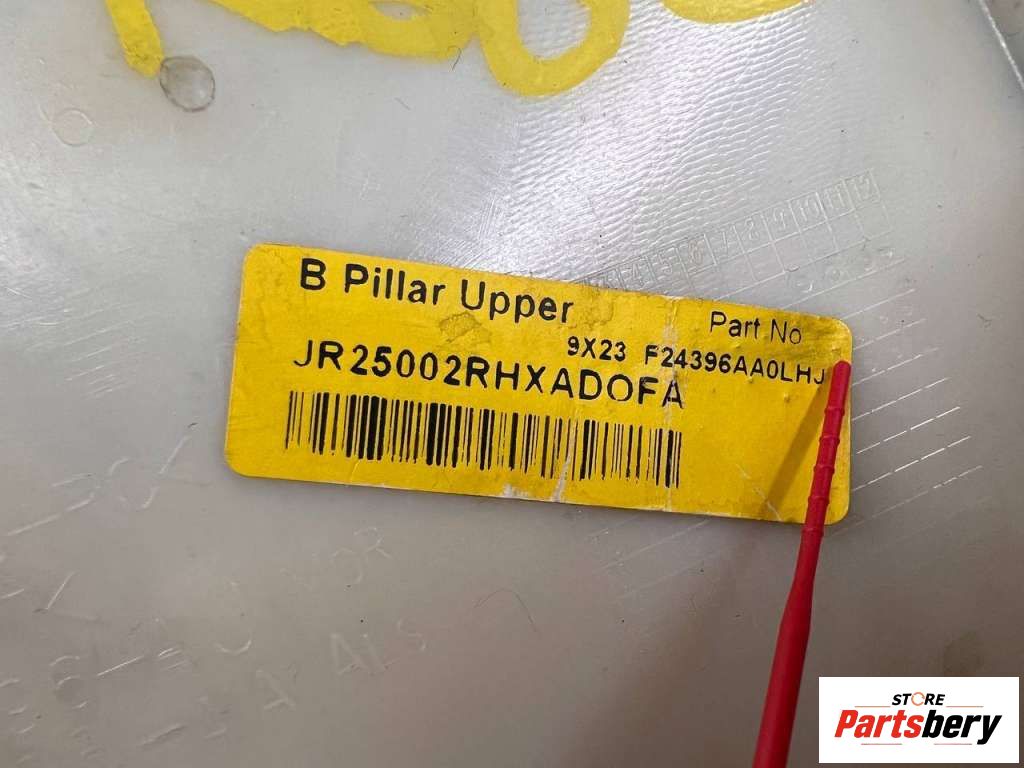 B Pillar Upper
Part No
9X23 F24396AA0LHJ
JR25002RHXADOFA
STORE
Partsbery